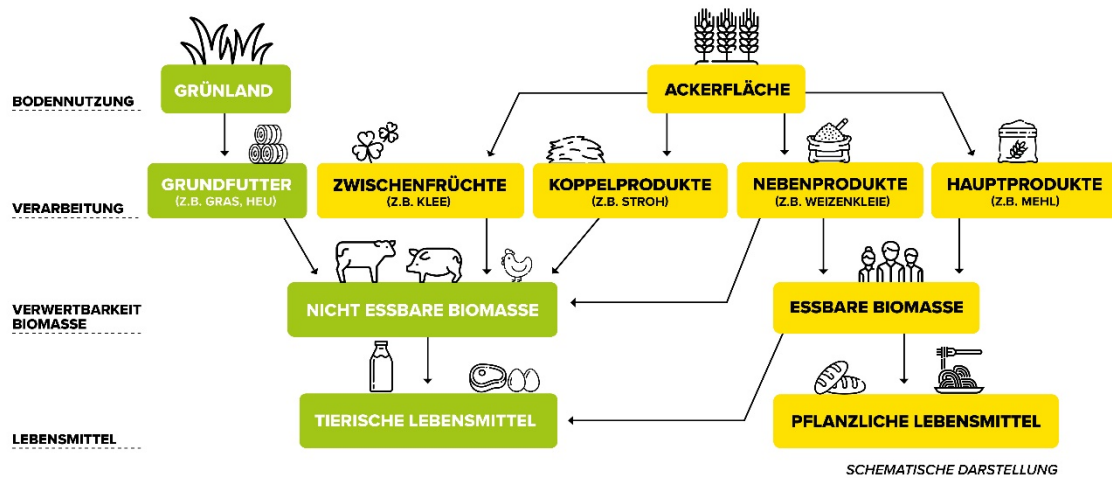 GRÜNLAND
ACKERFLÄCHE
BODENNUTZUNG
GRUNDFUTTER
(Z.B. GRAS, HEU)
ZWISCHENFRÜCHTE
(Z.B. KLEE)
KOPPELPRODUKTE
(Z.B. STROH)
NEBENPRODUKTE
(Z.B. WEIZENKLEIE)
HAUPTPRODUKTE
(Z.B. MEHL)
VERARBEITUNG
NICHT ESSBARE BIOMASSE
ESSBARE BIOMASSE
VERWERTBARKEIT
BIOMASSE
TIERISCHE LEBENSMITTEL
PFLANZLICHE LEBENSMITTEL
LEBENSMITTEL
SCHEMATISCHE DARSTELLUNG